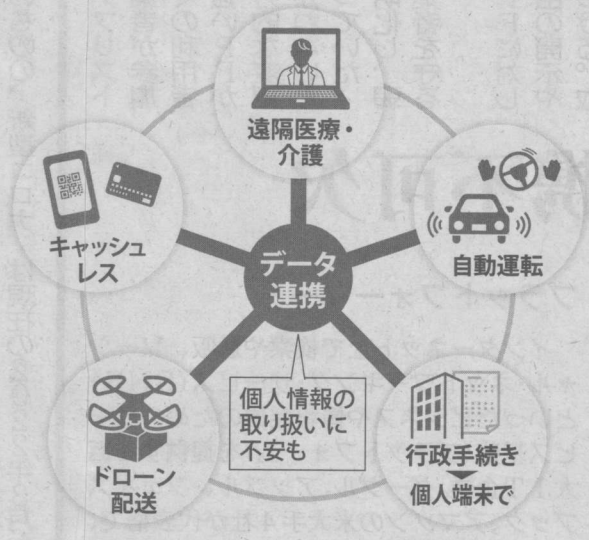 遠隔医療・
介護
キャッシュ
レス
自動運転
データ
連携
個人情報の
取り扱いに
不安も
ドローン
配送
行政手続き
個人端末で